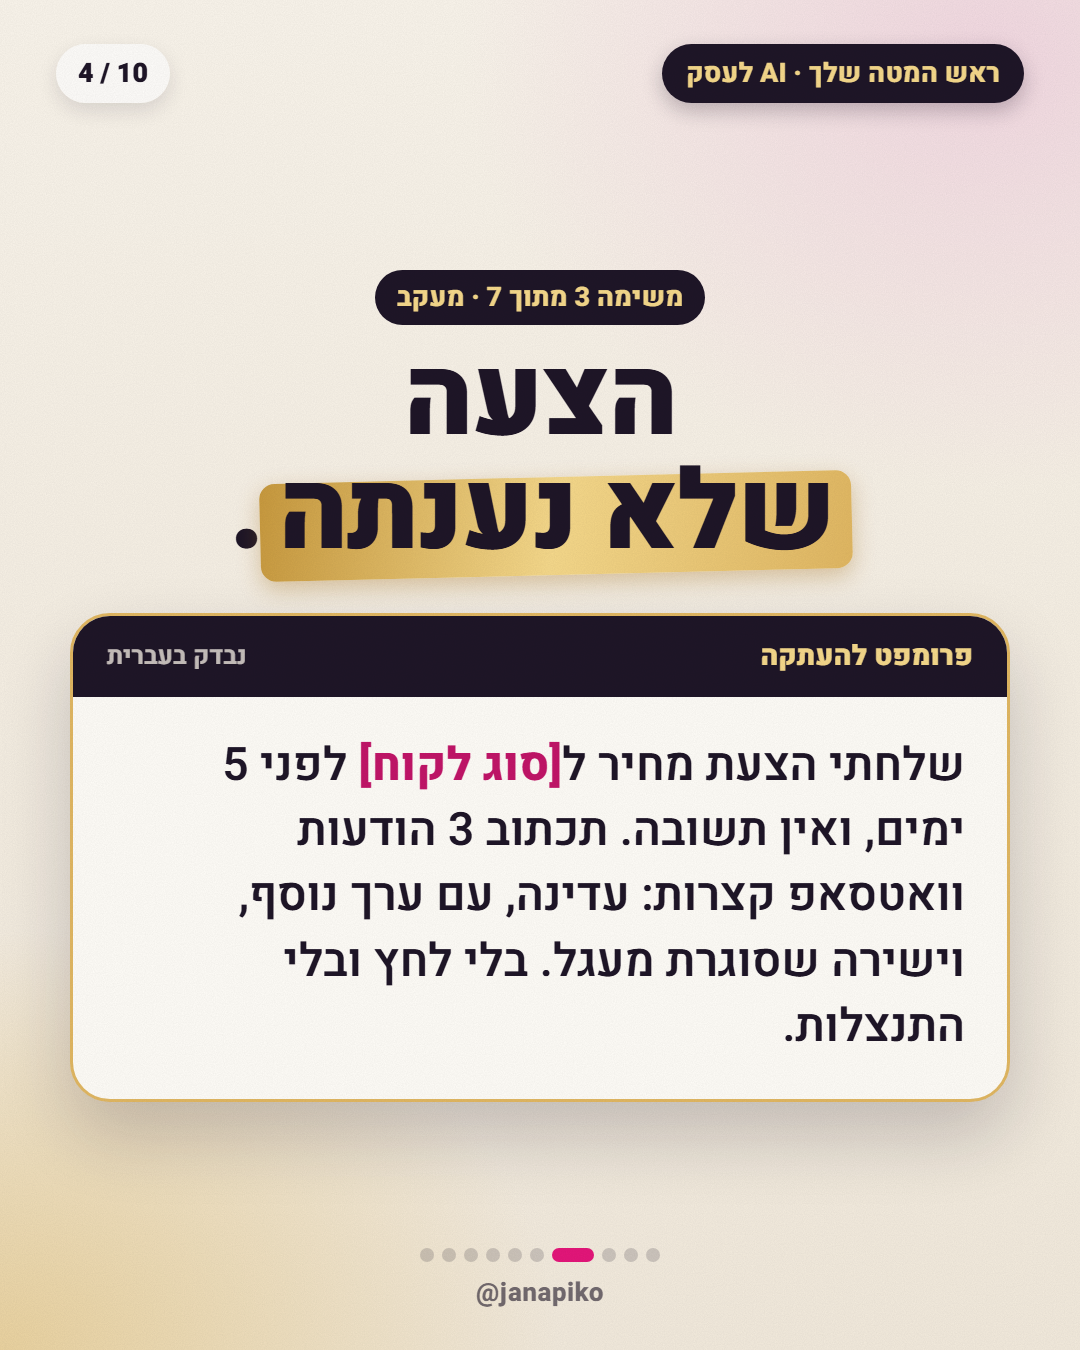 ראש המטה שלך · AI לעסק
4 / 10
משימה 3 מתוך 7 · מעקב
הצעה
שלא נענתה.
פרומפט להעתקה
נבדק בעברית
שלחתי הצעת מחיר ל[סוג לקוח] לפני 5
ימים, ואין תשובה. תכתוב 3 הודעות
וואטסאפ קצרות: עדינה, עם ערך נוסף,
וישירה שסוגרת מעגל. בלי לחץ ובלי
התנצלות.
@janapiko